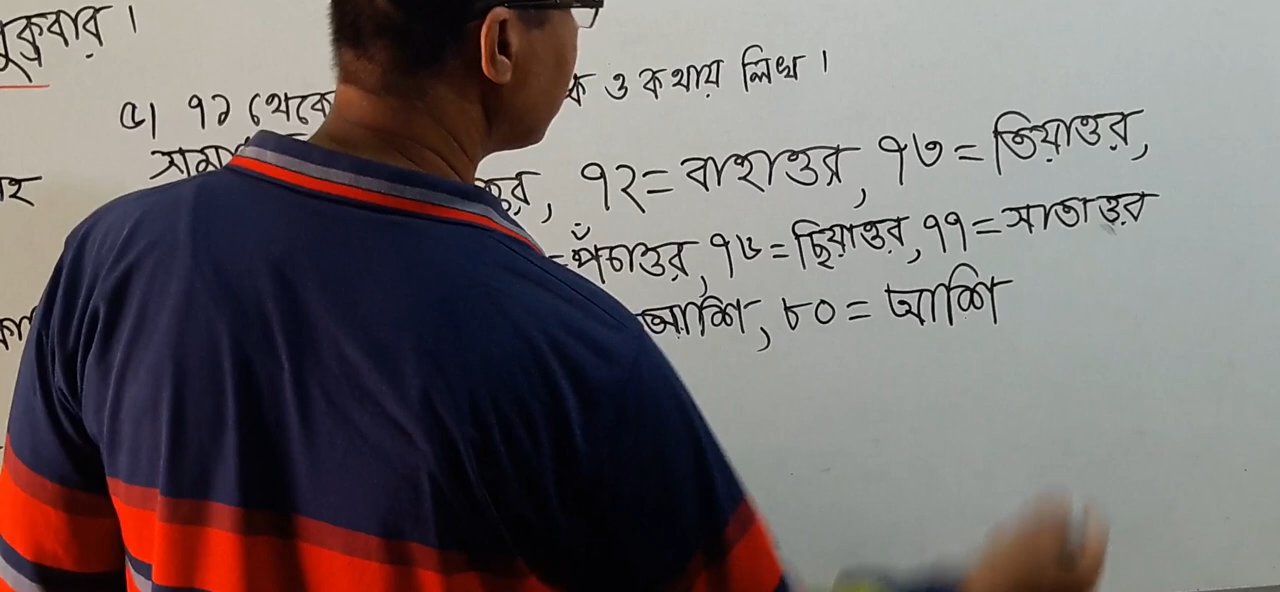 শুক্রবার।
৫। ৭১ থেকে ক ও কথায় লিখ।
৭২ = বাহাত্তর, ৭৩ = তিয়াত্তর,
= পঁচাত্তর, ৭৬ = ছিয়াত্তর, ৭৭ = সাতাত্তর
আশি, ৮০ = আশি